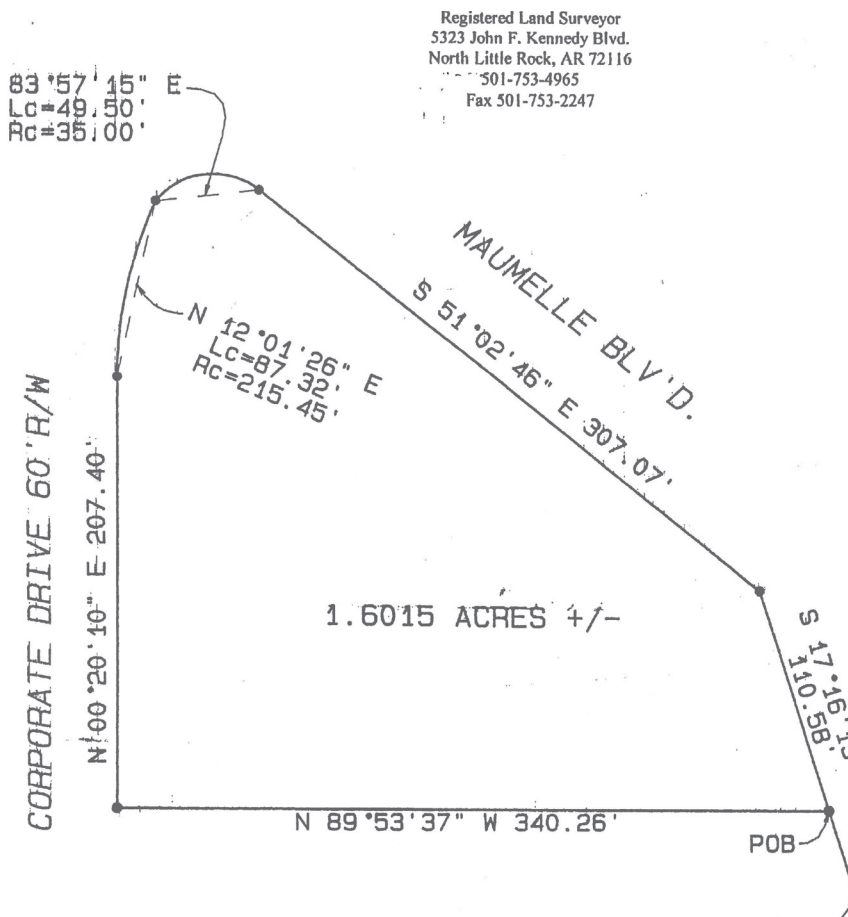 Registered Land Surveyor
5323 John F. Kennedy Blvd.
North Little Rock, AR 72116
501-753-4965
Fax 501-753-2247
83°57'15" E
Lc=49.50'
Rc=35.00'
MAUMELLE BLV'D.
S 51°02'46" E 307.07'
N 12°01'26" E
Lc=87.32'
Rc=215.45'
CORPORATE DRIVE 60'R/W
N 00°20'10" E 207.40'
1.6015 ACRES +/-
S 17°16'15
110.58'
N 89°53'37" W 340.26'
POB